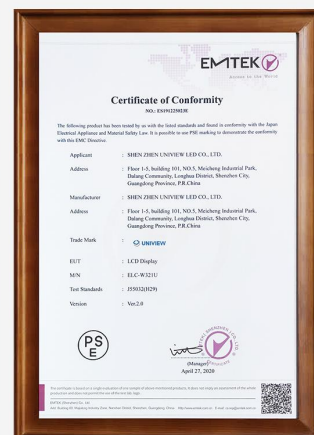 EMTEK
Access to the World
Certificate of Conformity
NO.: ES191225023E
The following product has been tested by us with the listed standards and found in conformity with the Japan
Electrical Appliance and Material Safety Law. It is possible to use PSE marking to demonstrate the conformity
with this EMC Directive.
Applicant : SHEN ZHEN UNIVIEW LED CO., LTD.
Address : Floor 1-5, building 101, NO.5, Meicheng Industrial Park,
Dalang Community, Longhua District, Shenzhen City,
Guangdong Province, P.R.China
Manufacturer : SHEN ZHEN UNIVIEW LED CO., LTD.
Address : Floor 1-5, building 101, NO.5, Meicheng Industrial Park,
Dalang Community, Longhua District, Shenzhen City,
Guangdong Province, P.R.China
Trade Mark : UNIVIEW
EUT : LCD Display
M/N : ELC-W321U
Test Standards : J55032(H29)
Version : Ver.2.0
PS
E
(Manager)
April 27, 2020